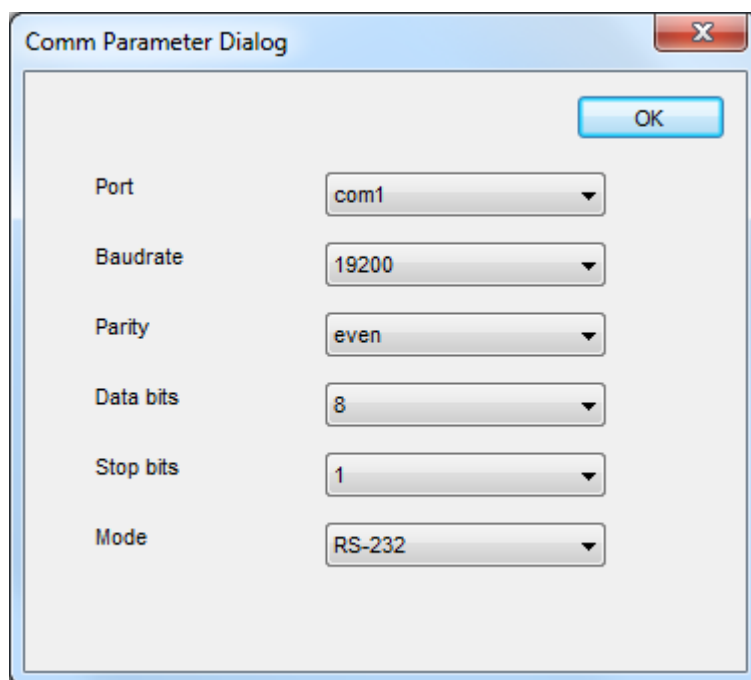 Comm Parameter Dialog
OK
Port com1
Baudrate 19200
Parity even
Data bits 8
Stop bits 1
Mode RS-232